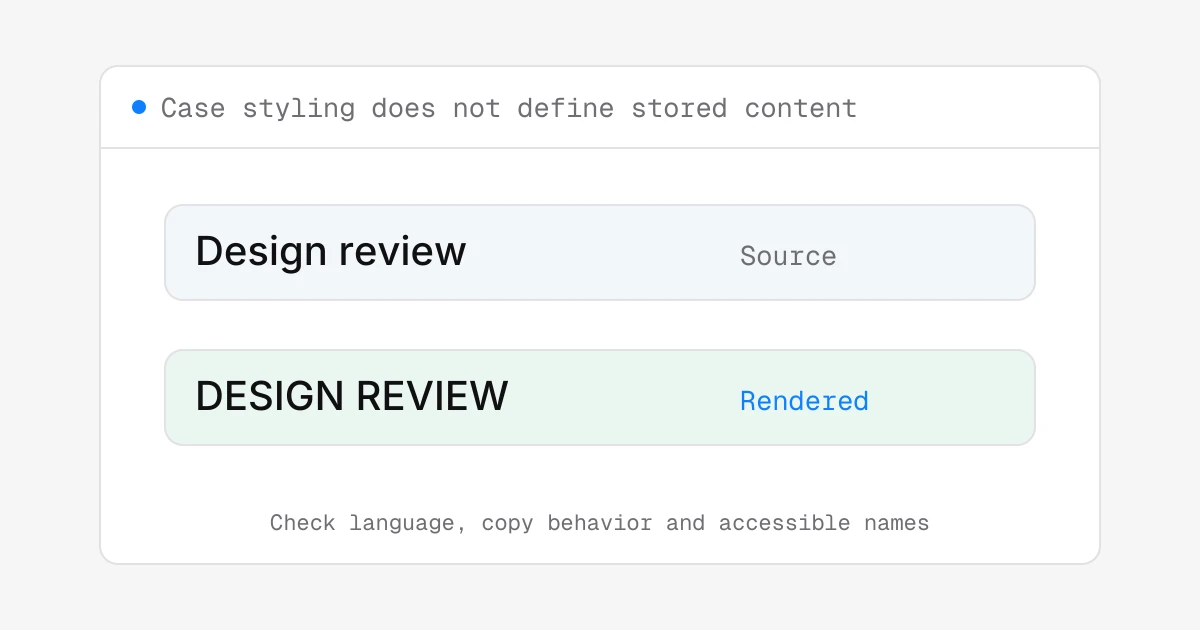 Case styling does not define stored content
Design review
Source
DESIGN REVIEW
Rendered
Check language, copy behavior and accessible names